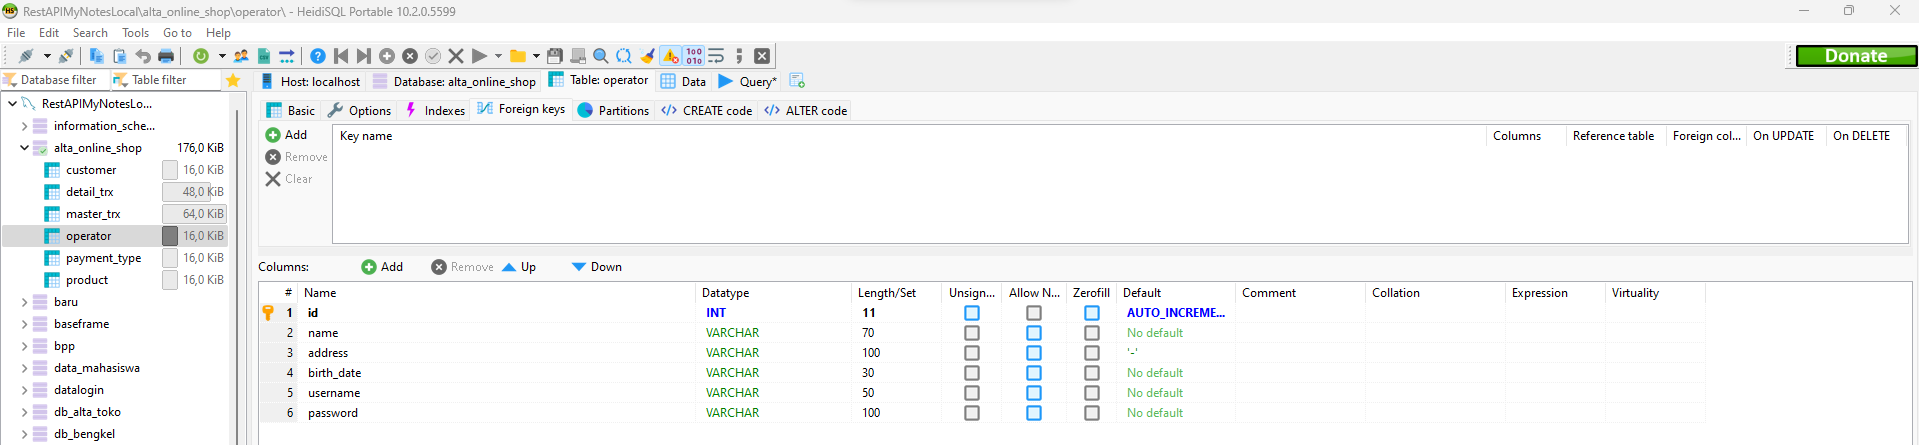 RestAPIMyNotesLocal\alta_online_shop\operator\ - HeidiSQL Portable 10.2.0.5599
File Edit Search Tools Go to Help
Donate
Database filter Table filter
Host: localhost Database: alta_online_shop Table: operator Data Query*
RestAPIMyNotesLo...
information_sche...
alta_online_shop 176,0 KiB
customer 16,0 KiB
detail_trx 48,0 KiB
master_trx 64,0 KiB
operator 16,0 KiB
payment_type 16,0 KiB
product 16,0 KiB
baru
baseframe
bpp
data_mahasiswa
datalogin
db_alta_toko
db_bengkel
Basic Options Indexes Foreign keys Partitions CREATE code ALTER code
Add
Remove
Clear
Key name Columns Reference table Foreign col... On UPDATE On DELETE
Columns: Add Remove Up Down
# Name Datatype Length/Set Unsign... Allow N... Zerofill Default Comment Collation Expression Virtuality
1 id INT 11 AUTO_INCREME...
2 name VARCHAR 70 No default
3 address VARCHAR 100 '-'
4 birth_date VARCHAR 30 No default
5 username VARCHAR 50 No default
6 password VARCHAR 100 No default